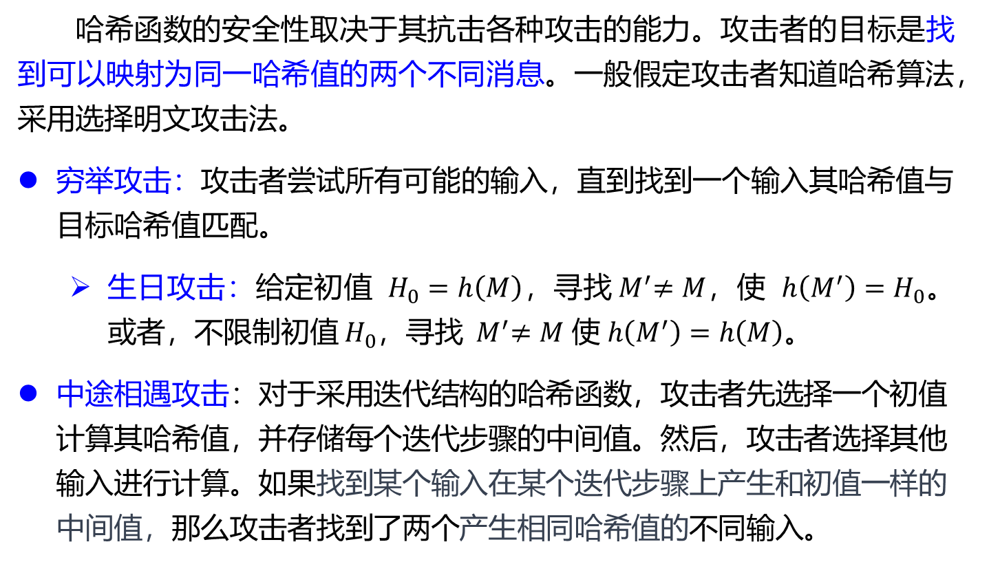 哈希函数的安全性取决于其抗击各种攻击的能力。攻击者的目标是找
到可以映射为同一哈希值的两个不同消息。一般假定攻击者知道哈希算法，
采用选择明文攻击法。
● 穷举攻击：攻击者尝试所有可能的输入，直到找到一个输入其哈希值与
目标哈希值匹配。
➢ 生日攻击：给定初值 H₀ = h(M)，寻找 M′≠ M，使 h(M′) = H₀。
或者，不限制初值 H₀，寻找 M′≠ M 使 h(M′) = h(M)。
● 中途相遇攻击：对于采用迭代结构的哈希函数，攻击者先选择一个初值
计算其哈希值，并存储每个迭代步骤的中间值。然后，攻击者选择其他
输入进行计算。如果找到某个输入在某个迭代步骤上产生和初值一样的
中间值，那么攻击者找到了两个产生相同哈希值的不同输入。